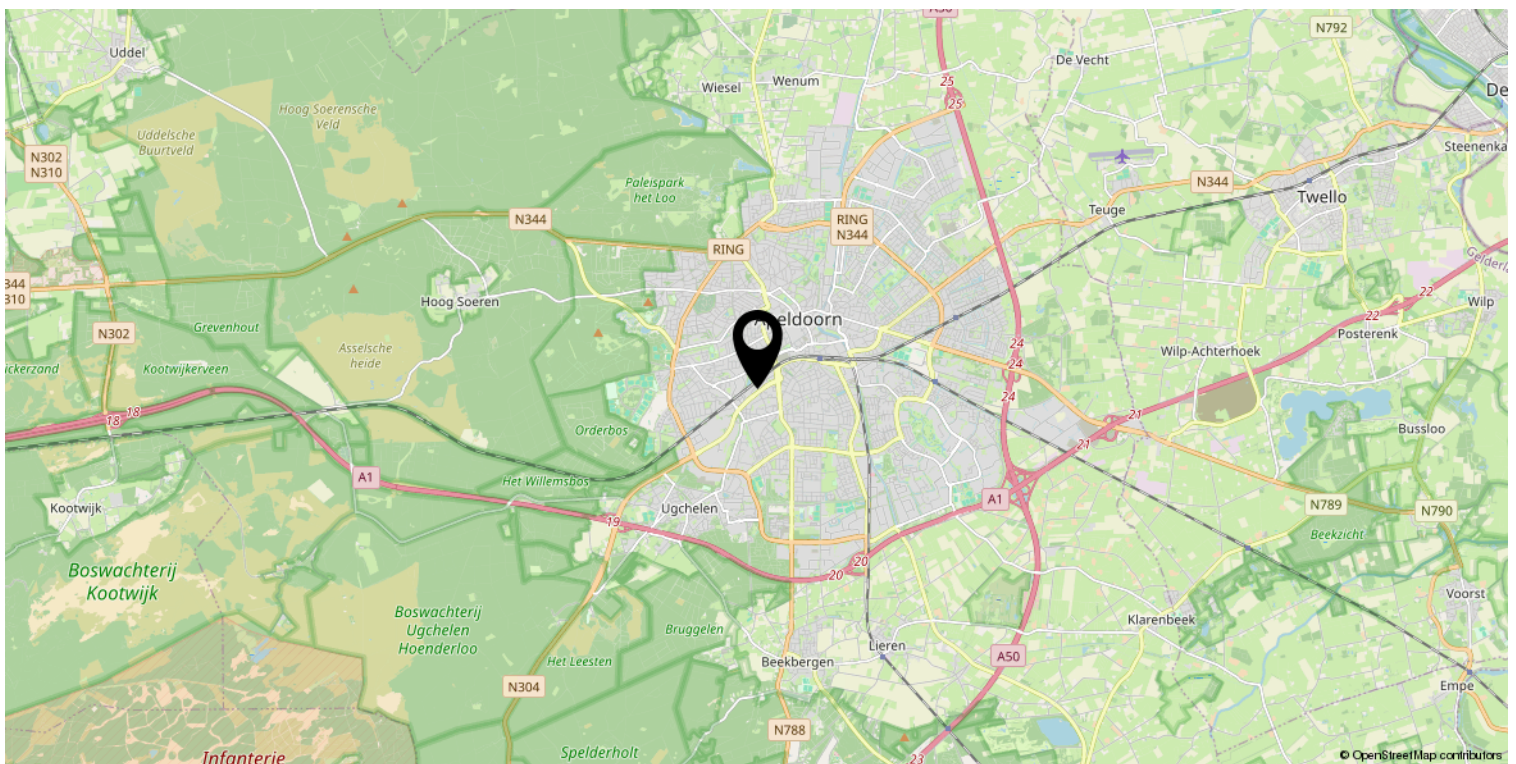 A50
N792
Uddel
De Vecht
Wenum
Wiesel
25
25
De
Hoog Soerensche
Veld
Uddelsche
Buurtveld
Steenenka
N302
N310
Paleispark
het Loo
N344
Twello
Teuge
N344
RING
N344
RING
Gelderla
344
310
22
Hoog Soeren
Wilp
22
Apeldoorn
Grevenhout
N302
Posterenk
24
Asselsche
heide
Wilp-Achterhoek
ickerzand
Kootwijkerveen
24
24
18
18
21
Bussloo
Orderbos
21
A1
Het Willemsbos
A1
Kootwijk
Ugchelen
N789
N790
19
Beekzicht
20
20
Boswachterij
Kootwijk
Voorst
Boswachterij
Ugchelen
Hoenderloo
Klarenbeek
Bruggelen
Lieren
Het Leesten
Beekbergen
A50
N304
Empe
N788
Spelderholt
Infanterie
23
© OpenStreetMap contributors